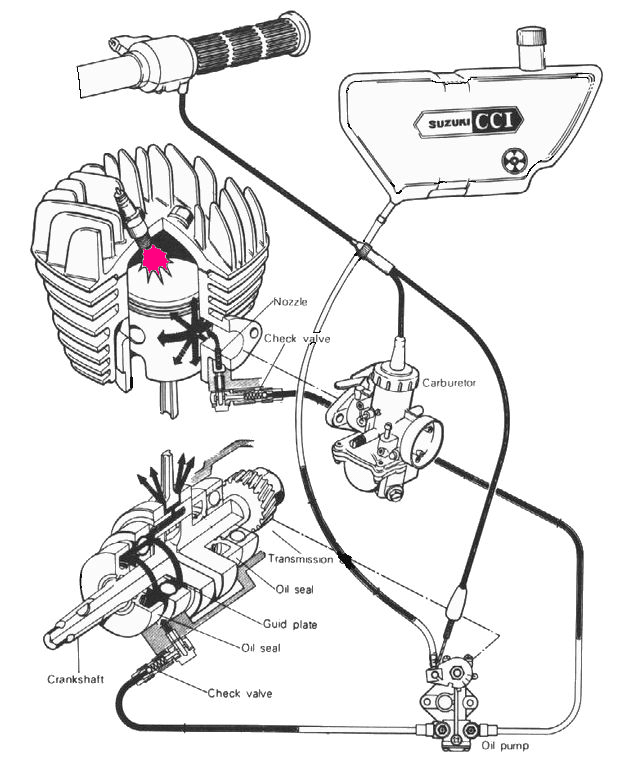 SUZUKI CCI
Nozzle
Check valve
Carburetor
Transmission
Oil seal
Guid plate
Oil seal
Crankshaft
Check valve
Oil pump